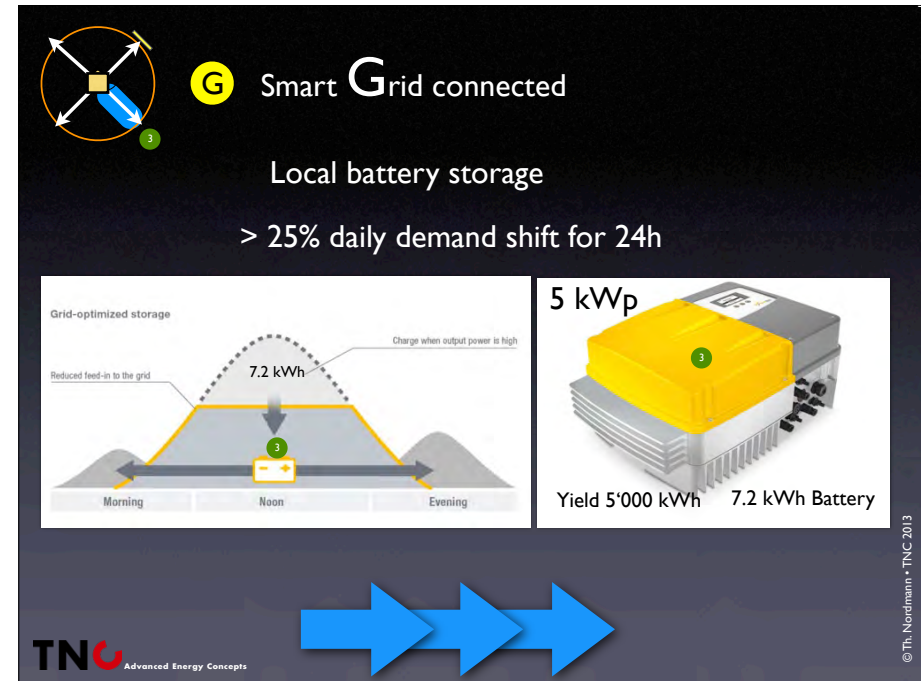 G Smart Grid connected
3
Local battery storage
> 25% daily demand shift for 24h
Grid-optimized storage
Charge when output power is high
Reduced feed-in to the grid
7.2 kWh
3
Morning Noon Evening
5 kWp
3
Yield 5‘000 kWh 7.2 kWh Battery
© Th. Nordmann • TNC 2013
TNC Advanced Energy Concepts